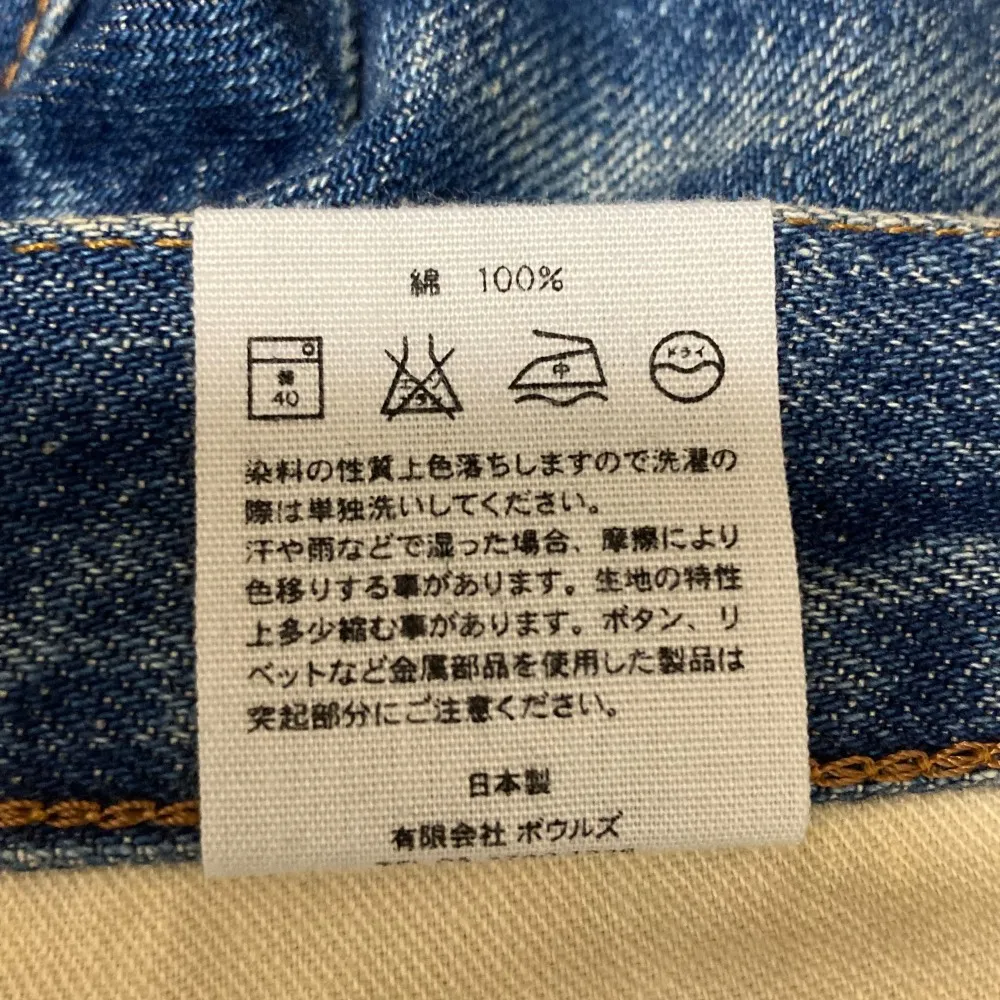 綿 100%
40
エンソ
サラシ
中
ドライ
染料の性質上色落ちしますので洗濯の
際は単独洗いしてください。
汗や雨などで湿った場合、摩擦により
色移りする事があります。生地の特性
上多少縮む事があります。ボタン、リ
ベットなど金属部品を使用した製品は
突起部分にご注意ください。
日本製
有限会社 ボウルズ